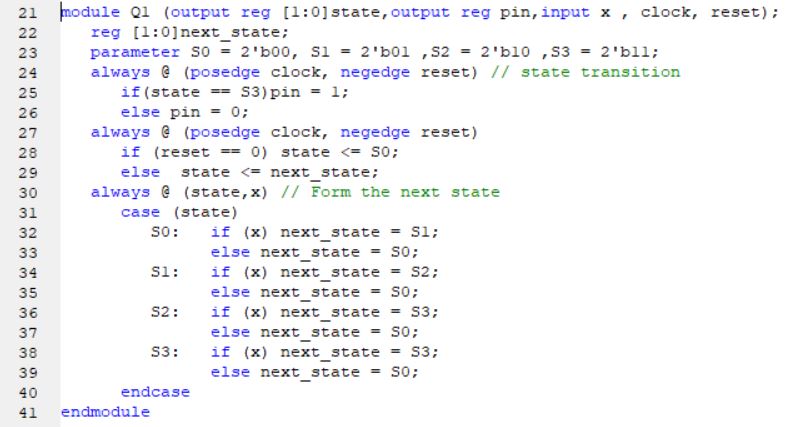 21 module Q1 (output reg [1:0]state,output reg pin,input x , clock, reset);
22 reg [1:0]next_state;
23 parameter S0 = 2'b00, S1 = 2'b01 ,S2 = 2'b10 ,S3 = 2'b11;
24 always @ (posedge clock, negedge reset) // state transition
25 if(state == S3)pin = 1;
26 else pin = 0;
27 always @ (posedge clock, negedge reset)
28 if (reset == 0) state <= S0;
29 else state <= next_state;
30 always @ (state,x) // Form the next state
31 case (state)
32 S0: if (x) next_state = S1;
33 else next_state = S0;
34 S1: if (x) next_state = S2;
35 else next_state = S0;
36 S2: if (x) next_state = S3;
37 else next_state = S0;
38 S3: if (x) next_state = S3;
39 else next_state = S0;
40 endcase
41 endmodule